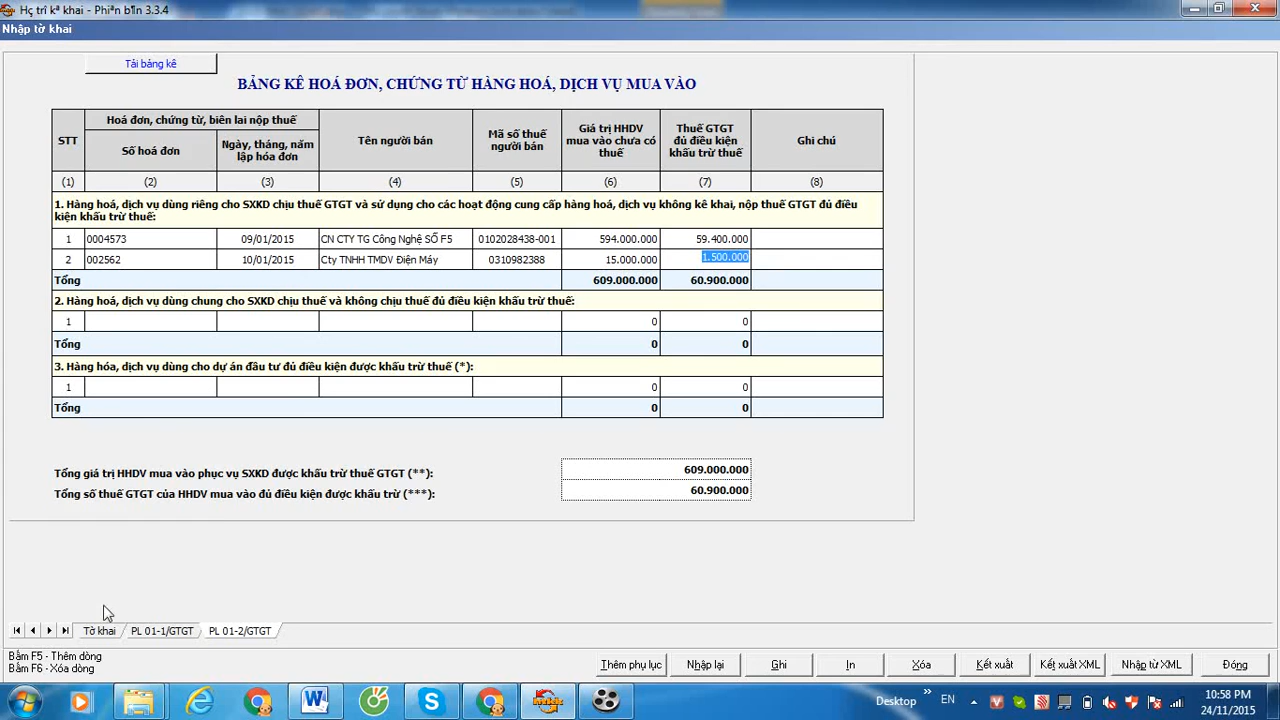 Hç trî kª khai - Phiªn b¶n 3.3.4
Nhập tờ khai
Tải bảng kê
BẢNG KÊ HOÁ ĐƠN, CHỨNG TỪ HÀNG HOÁ, DỊCH VỤ MUA VÀO
STT
Hoá đơn, chứng từ, biên lai nộp thuế
Số hoá đơn
Ngày, tháng, năm lập hóa đơn
Tên người bán
Mã số thuế người bán
Giá trị HHDV mua vào chưa có thuế
Thuế GTGT đủ điều kiện khấu trừ thuế
Ghi chú
(1) (2) (3) (4) (5) (6) (7) (8)
1. Hàng hoá, dịch vụ dùng riêng cho SXKD chịu thuế GTGT và sử dụng cho các hoạt động cung cấp hàng hoá, dịch vụ không kê khai, nộp thuế GTGT đủ điều
kiện khấu trừ thuế:
1 0004573 09/01/2015 CN CTY TG Công Nghệ SỐ F5 0102028438-001 594.000.000 59.400.000
2 002562 10/01/2015 Cty TNHH TMDV Điện Máy 0310982388 15.000.000 1.500.000
Tổng 609.000.000 60.900.000
2. Hàng hoá, dịch vụ dùng chung cho SXKD chịu thuế và không chịu thuế đủ điều kiện khấu trừ thuế:
1 0 0
Tổng 0 0
3. Hàng hóa, dịch vụ dùng cho dự án đầu tư đủ điều kiện được khấu trừ thuế (*):
1 0 0
Tổng 0 0
Tổng giá trị HHDV mua vào phục vụ SXKD được khấu trừ thuế GTGT (**): 609.000.000
Tổng số thuế GTGT của HHDV mua vào đủ điều kiện được khấu trừ (***): 60.900.000
Tờ khai PL 01-1/GTGT PL 01-2/GTGT
Bấm F5 - Thêm dòng
Bấm F6 - Xóa dòng
Thêm phụ lục Nhập lại Ghi In Xóa Kết xuất Kết xuất XML Nhập từ XML Đóng
Desktop » EN
10:58 PM
24/11/2015